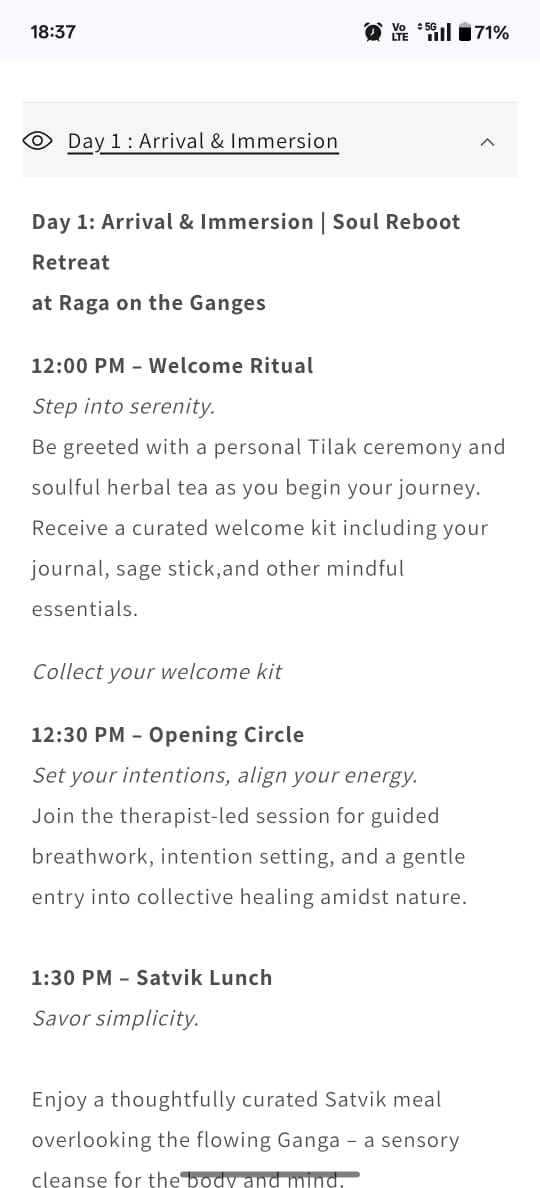 18:37
Vo LTE 5G 71%
Day 1 : Arrival & Immersion
Day 1: Arrival & Immersion | Soul Reboot
Retreat
at Raga on the Ganges
12:00 PM – Welcome Ritual
Step into serenity.
Be greeted with a personal Tilak ceremony and
soulful herbal tea as you begin your journey.
Receive a curated welcome kit including your
journal, sage stick,and other mindful
essentials.
Collect your welcome kit
12:30 PM – Opening Circle
Set your intentions, align your energy.
Join the therapist-led session for guided
breathwork, intention setting, and a gentle
entry into collective healing amidst nature.
1:30 PM – Satvik Lunch
Savor simplicity.
Enjoy a thoughtfully curated Satvik meal
overlooking the flowing Ganga – a sensory
cleanse for the body and mind.